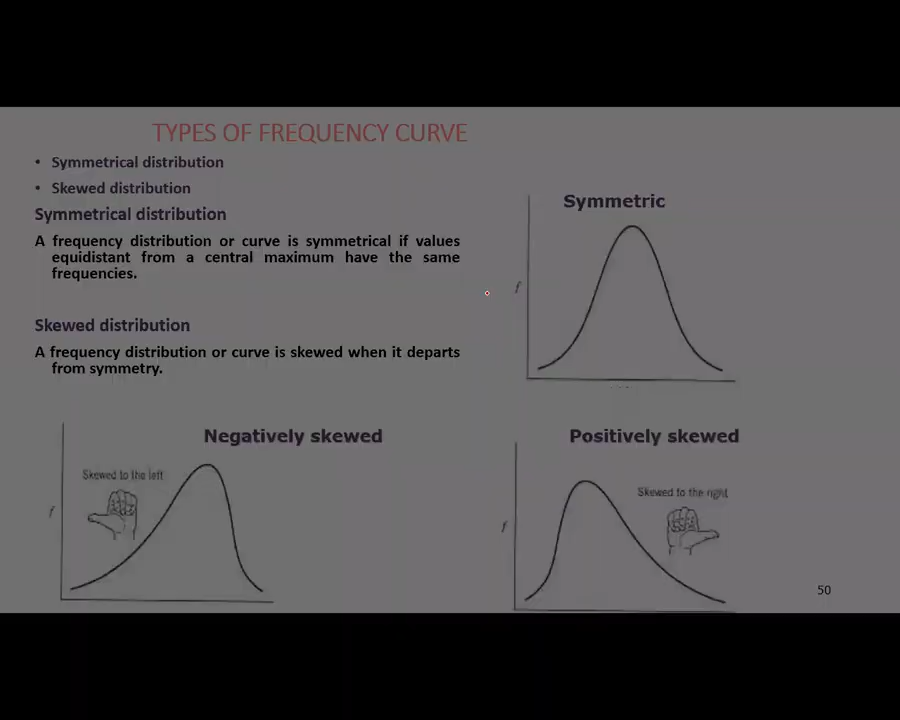 TYPES OF FREQUENCY CURVE
• Symmetrical distribution
• Skewed distribution
Symmetrical distribution
A frequency distribution or curve is symmetrical if values
equidistant from a central maximum have the same
frequencies.
Skewed distribution
A frequency distribution or curve is skewed when it departs
from symmetry.
Symmetric
f
Negatively skewed
Skewed to the left
f
Positively skewed
Skewed to the right
f
50